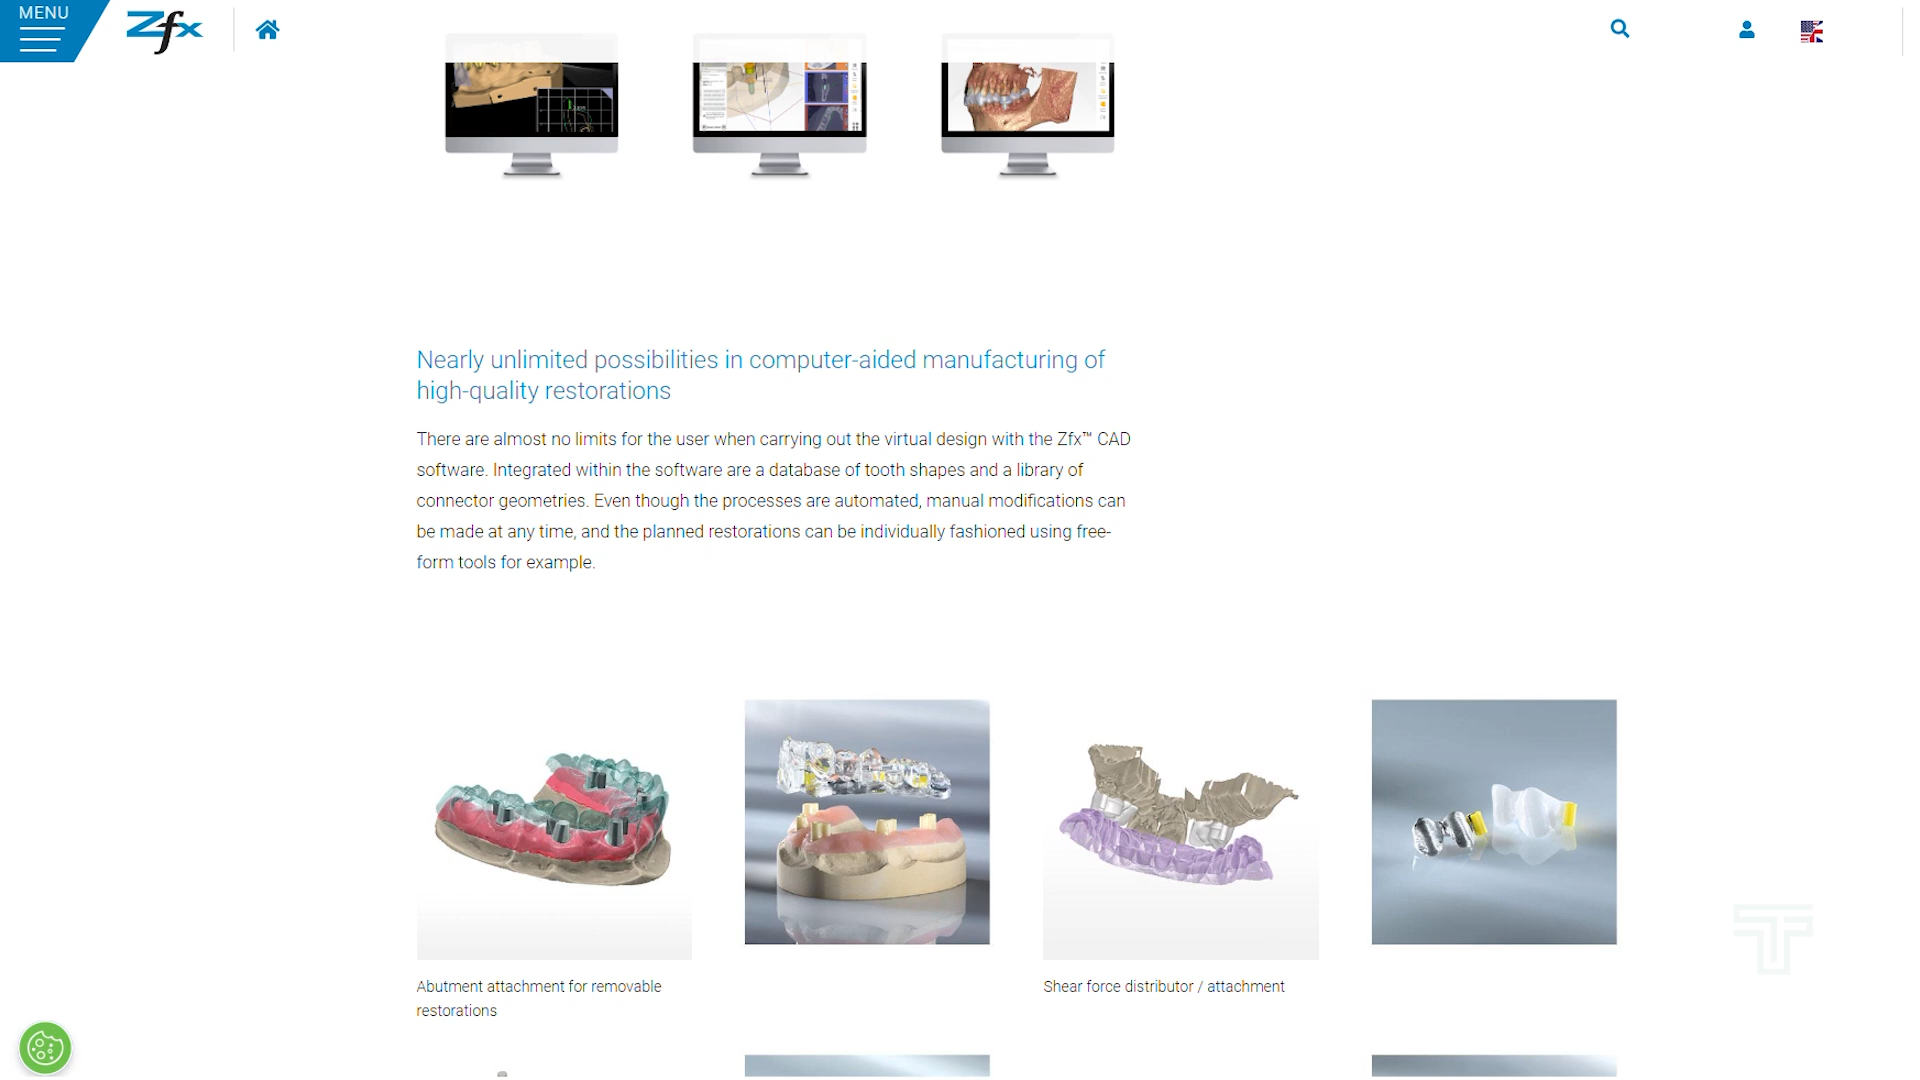 MENU
Zfx
Nearly unlimited possibilities in computer-aided manufacturing of
high-quality restorations
There are almost no limits for the user when carrying out the virtual design with the Zfx™ CAD
software. Integrated within the software are a database of tooth shapes and a library of
connector geometries. Even though the processes are automated, manual modifications can
be made at any time, and the planned restorations can be individually fashioned using free-
form tools for example.
Abutment attachment for removable
restorations
Shear force distributor / attachment